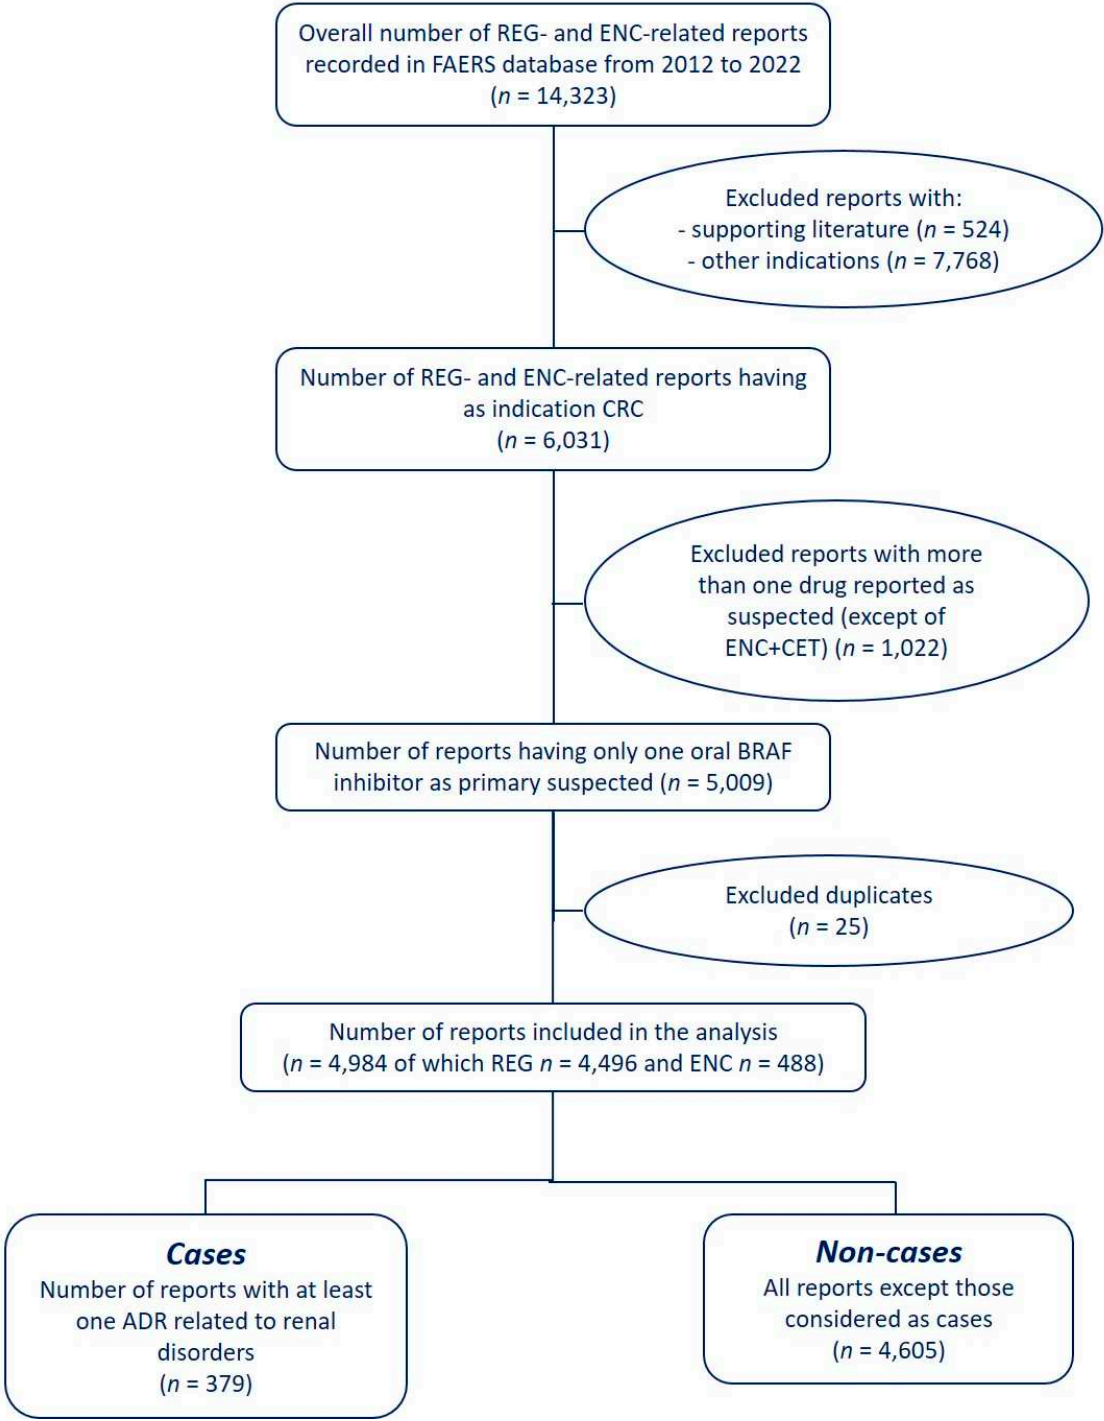 Overall number of REG- and ENC-related reports
recorded in FAERS database from 2012 to 2022
(n = 14,323)
Excluded reports with:
- supporting literature (n = 524)
- other indications (n = 7,768)
Number of REG- and ENC-related reports having
as indication CRC
(n = 6,031)
Excluded reports with more
than one drug reported as
suspected (except of
ENC+CET) (n = 1,022)
Number of reports having only one oral BRAF
inhibitor as primary suspected (n = 5,009)
Excluded duplicates
(n = 25)
Number of reports included in the analysis
(n = 4,984 of which REG n = 4,496 and ENC n = 488)
Cases
Number of reports with at least
one ADR related to renal
disorders
(n = 379)
Non-cases
All reports except those
considered as cases
(n = 4,605)